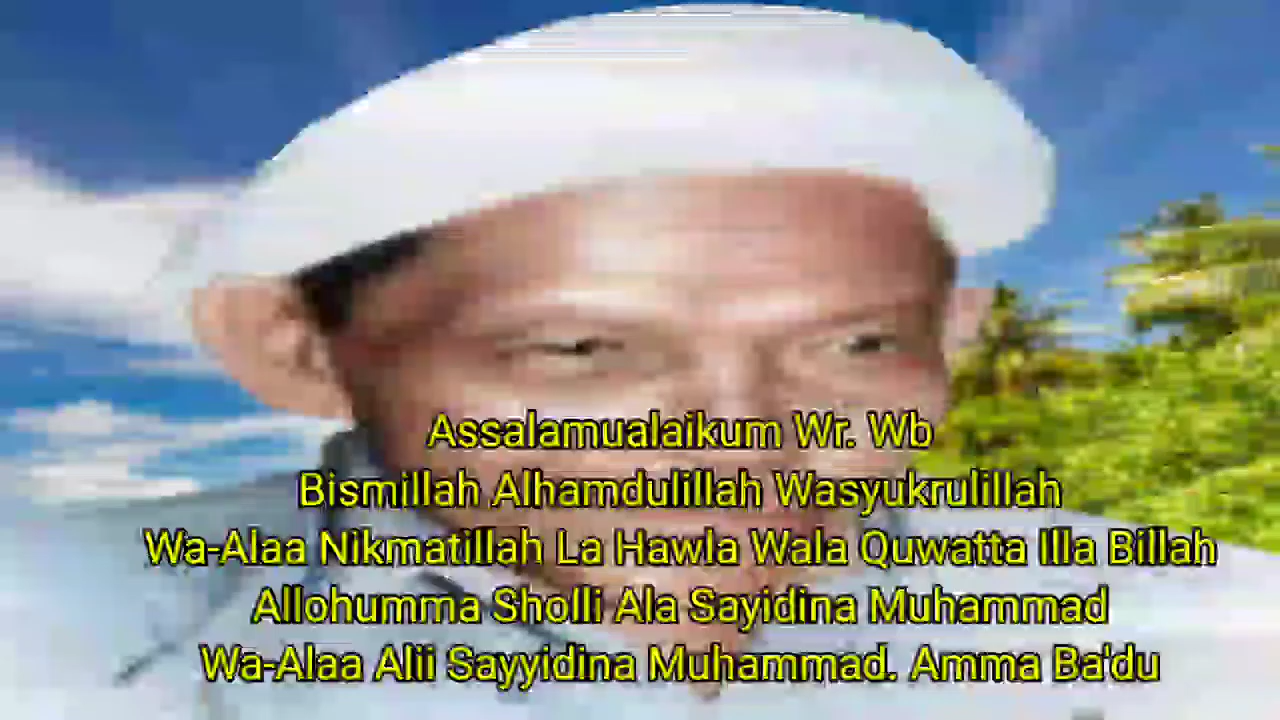 Assalamualaikum Wr. Wb
Bismillah Alhamdulillah Wasyukrulillah
Wa-Alaa Nikmatillah La Hawla Wala Quwatta Illa Billah
Allohumma Sholli Ala Sayidina Muhammad
Wa-Alaa Alii Sayyidina Muhammad. Amma Ba'du